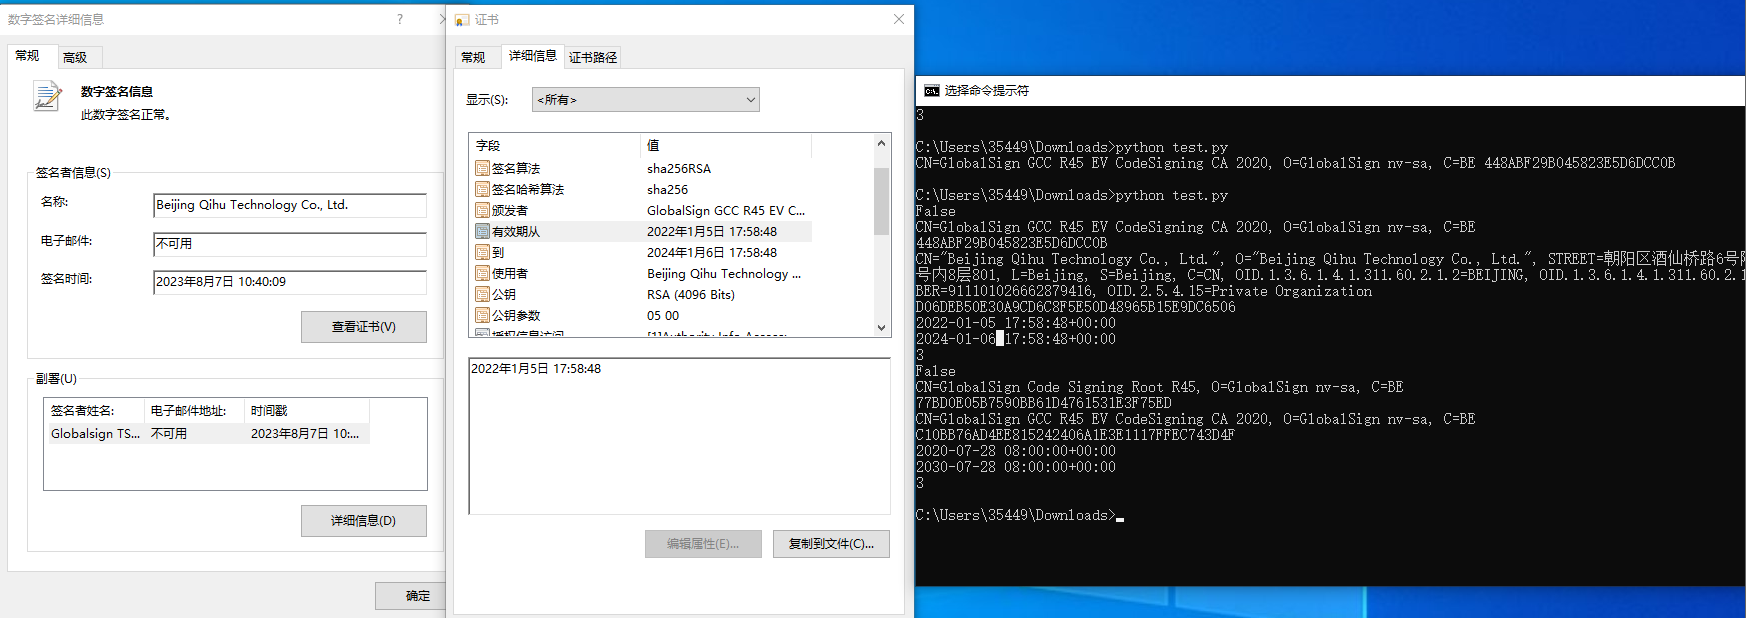 数字签名详细信息
?
常规
高级
数字签名信息
此数字签名正常。
签名者信息(S)
名称:
Beijing Qihu Technology Co., Ltd.
电子邮件:
不可用
签名时间:
2023年8月7日 10:40:09
查看证书(V)
副署(U)
签名者姓名: 电子邮件地址: 时间戳
Globalsign TS... 不可用 2023年8月7日 10:...
详细信息(D)
确定
证书
常规
详细信息
证书路径
显示(S):
<所有>
字段 值
签名算法 sha256RSA
签名哈希算法 sha256
颁发者 GlobalSign GCC R45 EV C...
有效期从 2022年1月5日 17:58:48
到 2024年1月6日 17:58:48
使用者 Beijing Qihu Technology ...
公钥 RSA (4096 Bits)
公钥参数 05 00
授权信息访问 [1]Authority Info Access:
2022年1月5日 17:58:48
编辑属性(E)...
复制到文件(C)...
选择命令提示符
3
C:\Users\35449\Downloads>python test.py
CN=GlobalSign GCC R45 EV CodeSigning CA 2020, O=GlobalSign nv-sa, C=BE 448ABF29B045823E5D6DCC0B
C:\Users\35449\Downloads>python test.py
False
CN=GlobalSign GCC R45 EV CodeSigning CA 2020, O=GlobalSign nv-sa, C=BE
448ABF29B045823E5D6DCC0B
CN="Beijing Qihu Technology Co., Ltd.", O="Beijing Qihu Technology Co., Ltd.", STREET=朝阳区酒仙桥路6号
号内8层801, L=Beijing, S=Beijing, C=CN, OID.1.3.6.1.4.1.311.60.2.1.2=BEIJING, OID.1.3.6.1.4.1.311.60.2.1
BER=911101026662879416, OID.2.5.4.15=Private Organization
D06DEB50E30A9CD6C8F5E50D48965B15E9DC6506
2022-01-05 17:58:48+00:00
2024-01-06 17:58:48+00:00
3
False
CN=GlobalSign Code Signing Root R45, O=GlobalSign nv-sa, C=BE
77BD0E05B7590BB61D4761531E3F75ED
CN=GlobalSign GCC R45 EV CodeSigning CA 2020, O=GlobalSign nv-sa, C=BE
C10BB76AD4EE815242406A1E3E1117FFEC743D4F
2020-07-28 08:00:00+00:00
2030-07-28 08:00:00+00:00
3
C:\Users\35449\Downloads>